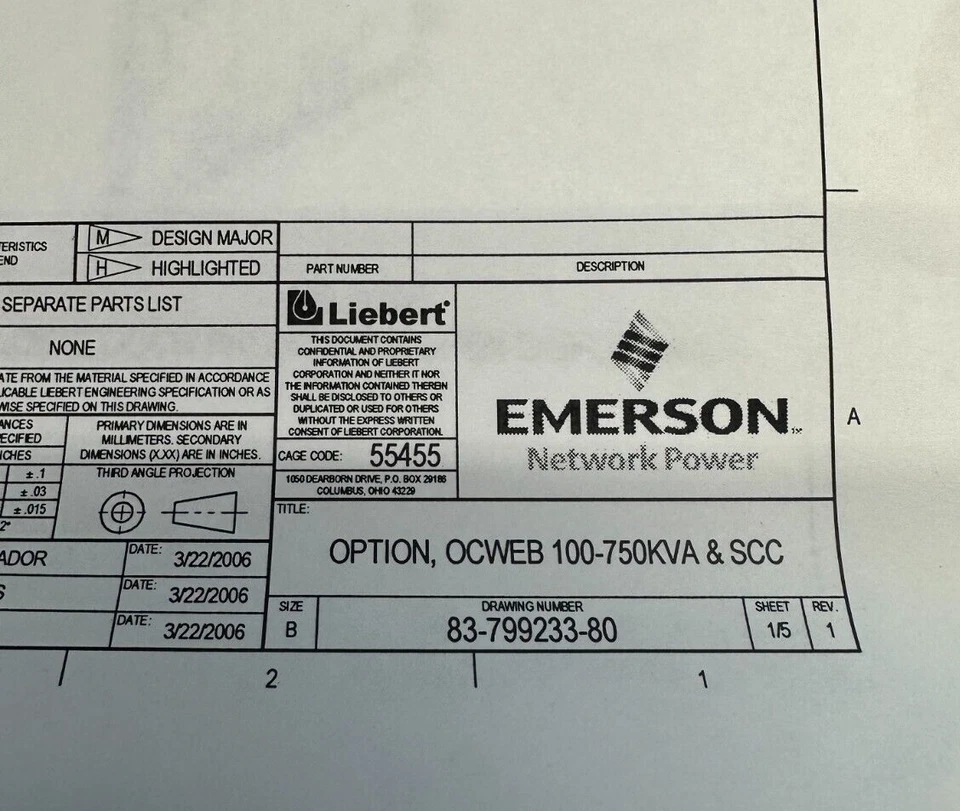 TERISTICS
END
M DESIGN MAJOR
H HIGHLIGHTED
PART NUMBER
DESCRIPTION
SEPARATE PARTS LIST
NONE
ATE FROM THE MATERIAL SPECIFIED IN ACCORDANCE
ICABLE LIEBERT ENGINEERING SPECIFICATION OR AS
WISE SPECIFIED ON THIS DRAWING.
ANCES
ECIFIED
NCHES
±.1
±.03
±.015
2°
PRIMARY DIMENSIONS ARE IN
MILLIMETERS. SECONDARY
DIMENSIONS (X.XX) ARE IN INCHES.
THIRD ANGLE PROJECTION
ADOR
DATE: 3/22/2006
S
DATE: 3/22/2006
DATE: 3/22/2006
Liebert®
THIS DOCUMENT CONTAINS
CONFIDENTIAL AND PROPRIETARY
INFORMATION OF LIEBERT
CORPORATION AND NEITHER IT NOR
THE INFORMATION CONTAINED THEREIN
SHALL BE DISCLOSED TO OTHERS OR
DUPLICATED OR USED FOR OTHERS
WITHOUT THE EXPRESS WRITTEN
CONSENT OF LIEBERT CORPORATION.
CAGE CODE: 55455
1050 DEARBORN DRIVE, P.O. BOX 29186
COLUMBUS, OHIO 43229
EMERSON™
Network Power
A
TITLE:
OPTION, OCWEB 100-750KVA & SCC
SIZE
B
DRAWING NUMBER
83-799233-80
SHEET
1/5
REV.
1
2
1